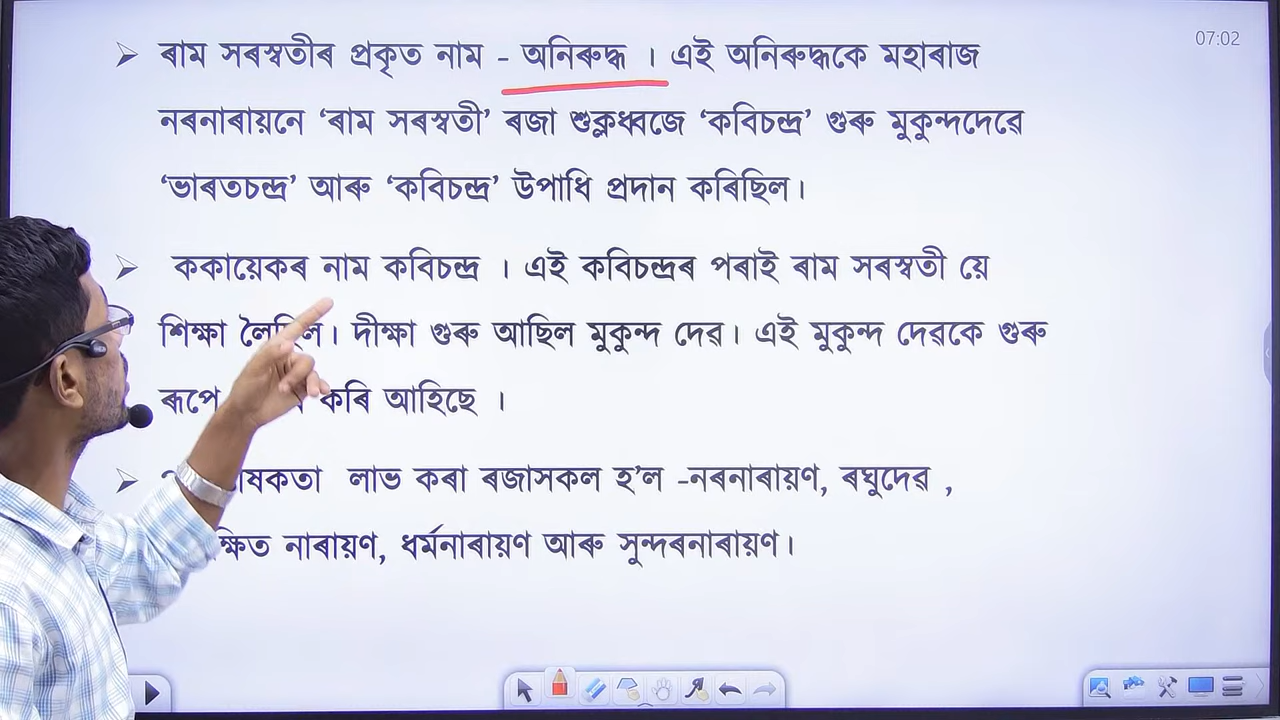 07:02
➢ ৰাম সৰস্বতীৰ প্ৰকৃত নাম - অনিৰুদ্ধ । এই অনিৰুদ্ধকে মহাৰাজ
নৰনাৰায়নে ‘ৰাম সৰস্বতী’ ৰজা শুক্লধ্বজে ‘কবিচন্দ্ৰ’ গুৰু মুকুন্দদেৱে
‘ভাৰতচন্দ্ৰ’ আৰু ‘কবিচন্দ্ৰ’ উপাধি প্ৰদান কৰিছিল।
➢ ককায়েকৰ নাম কবিচন্দ্ৰ । এই কবিচন্দ্ৰৰ পৰাই ৰাম সৰস্বতী য়ে
শিক্ষা লৈছিল। দীক্ষা গুৰু আছিল মুকুন্দ দেৱ। এই মুকুন্দ দেৱকে গুৰু
ৰূপে কৰি আহিছে ।
➢ লাভ কৰা ৰজাসকল হ’ল -নৰনাৰায়ণ, ৰঘুদেৱ ,
নাৰায়ণ, ধৰ্মনাৰায়ণ আৰু সুন্দৰনাৰায়ণ।